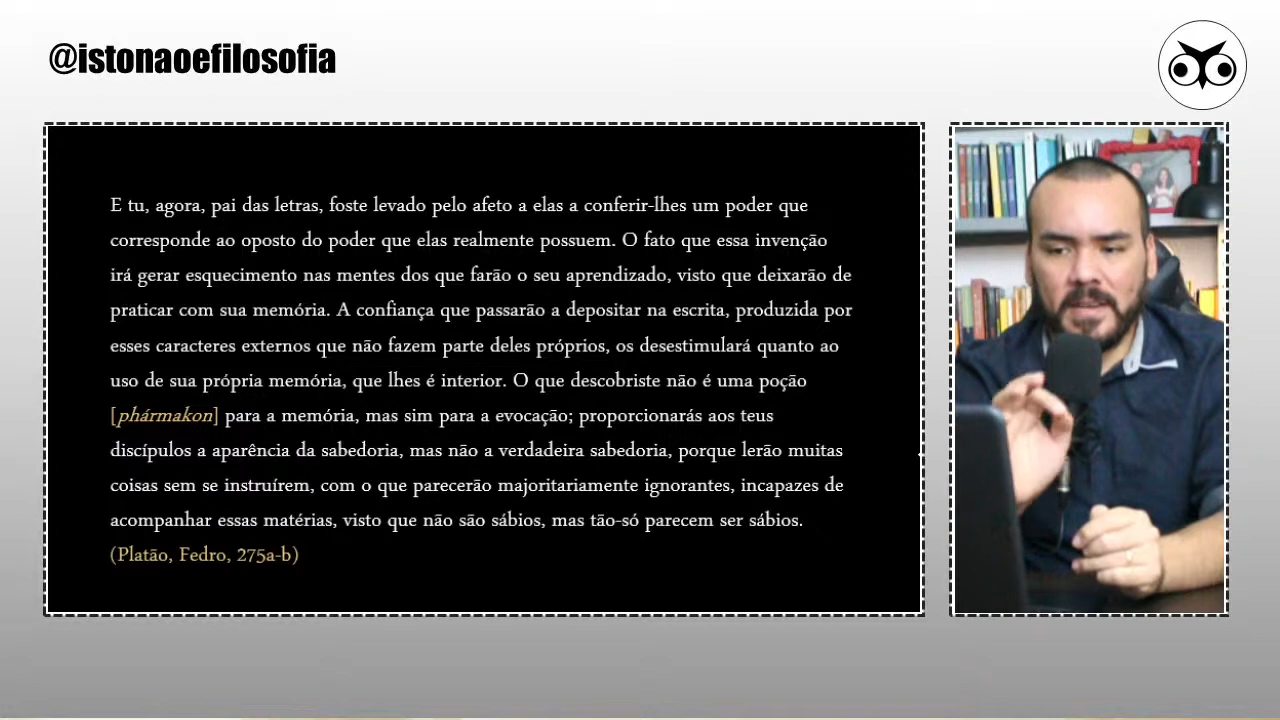 @istonaoefilosofia
E tu, agora, pai das letras, foste levado pelo afeto a elas a conferir-lhes um poder que
corresponde ao oposto do poder que elas realmente possuem. O fato que essa invenção
irá gerar esquecimento nas mentes dos que farão o seu aprendizado, visto que deixarão de
praticar com sua memória. A confiança que passarão a depositar na escrita, produzida por
esses caracteres externos que não fazem parte deles próprios, os desestimulará quanto ao
uso de sua própria memória, que lhes é interior. O que descobriste não é uma poção
[phármakon] para a memória, mas sim para a evocação; proporcionarás aos teus
discípulos a aparência da sabedoria, mas não a verdadeira sabedoria, porque lerão muitas
coisas sem se instruírem, com o que parecerão majoritariamente ignorantes, incapazes de
acompanhar essas matérias, visto que não são sábios, mas tão-só parecem ser sábios.
(Platão, Fedro, 275a-b)